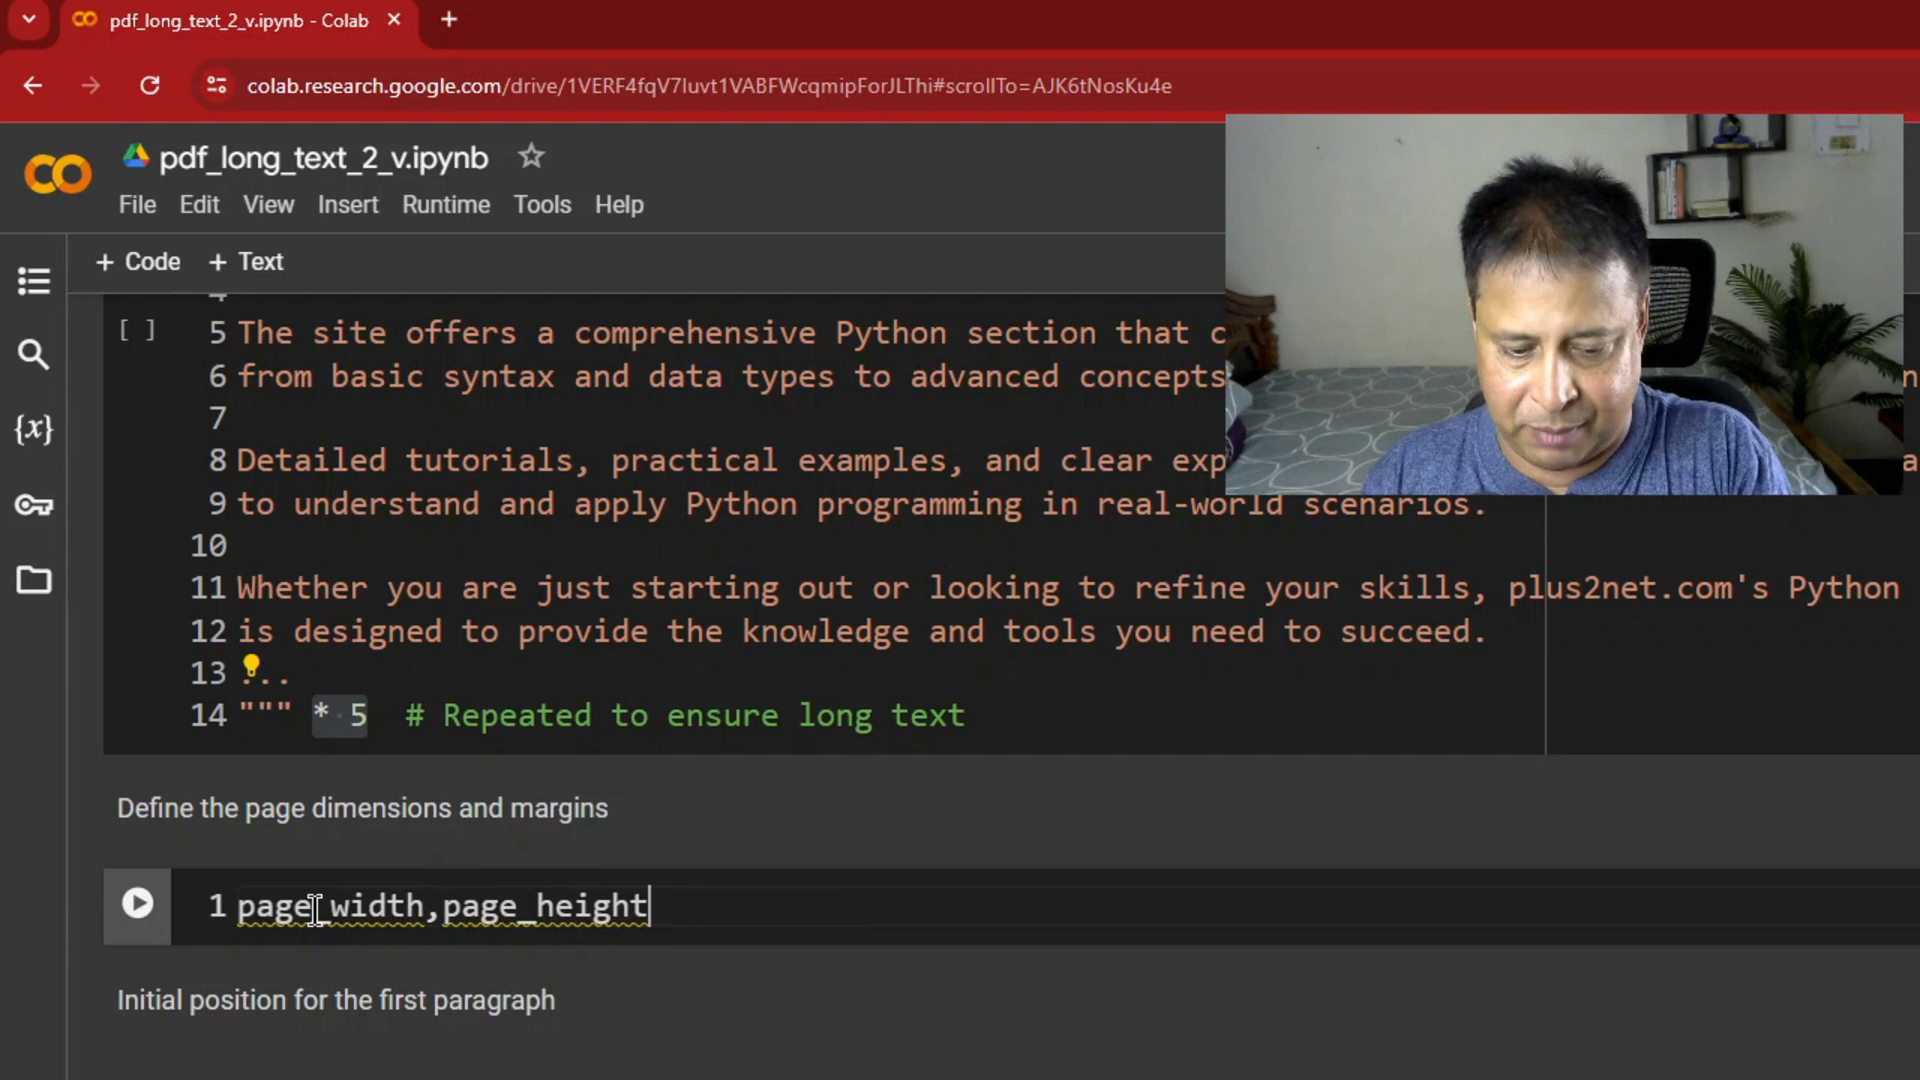 pdf_long_text_2_v.ipynb - Colab
colab.research.google.com/drive/1VERF4fqV7luvt1VABFWcqmipForJLThi#scrollTo=AJK6tNosKu4e
pdf_long_text_2_v.ipynb
File Edit View Insert Runtime Tools Help
+ Code + Text
[ ] 5 The site offers a comprehensive Python section that c
6 from basic syntax and data types to advanced concepts
7
8 Detailed tutorials, practical examples, and clear exp
9 to understand and apply Python programming in real-world scenarios.
10
11 Whether you are just starting out or looking to refine your skills, plus2net.com's Python
12 is designed to provide the knowledge and tools you need to succeed.
13 ...
14 """ * 5 # Repeated to ensure long text
Define the page dimensions and margins
1 page_width,page_height
Initial position for the first paragraph